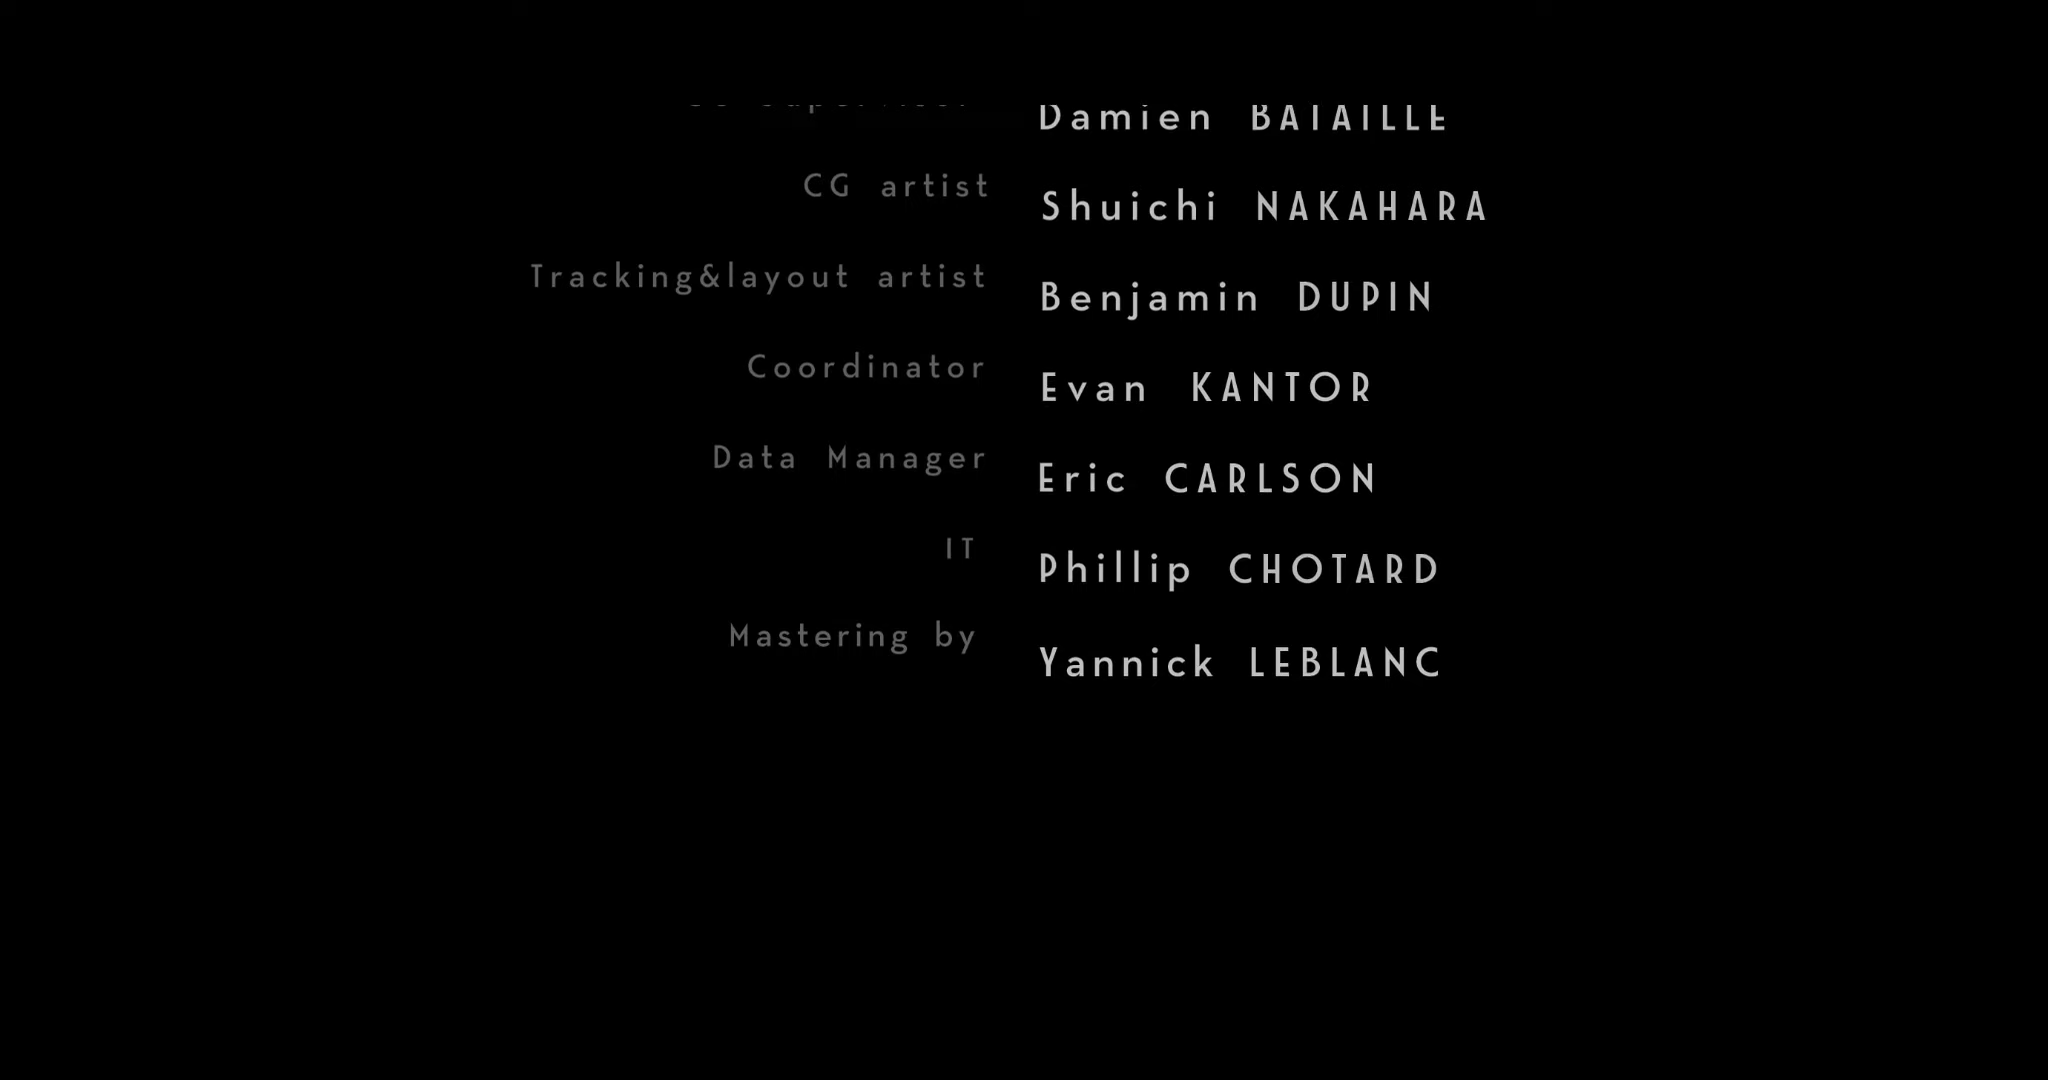 supervisor Damien BATAILLE
CG artist Shuichi NAKAHARA
Tracking&layout artist Benjamin DUPIN
Coordinator Evan KANTOR
Data Manager Eric CARLSON
IT Phillip CHOTARD
Mastering by Yannick LEBLANC